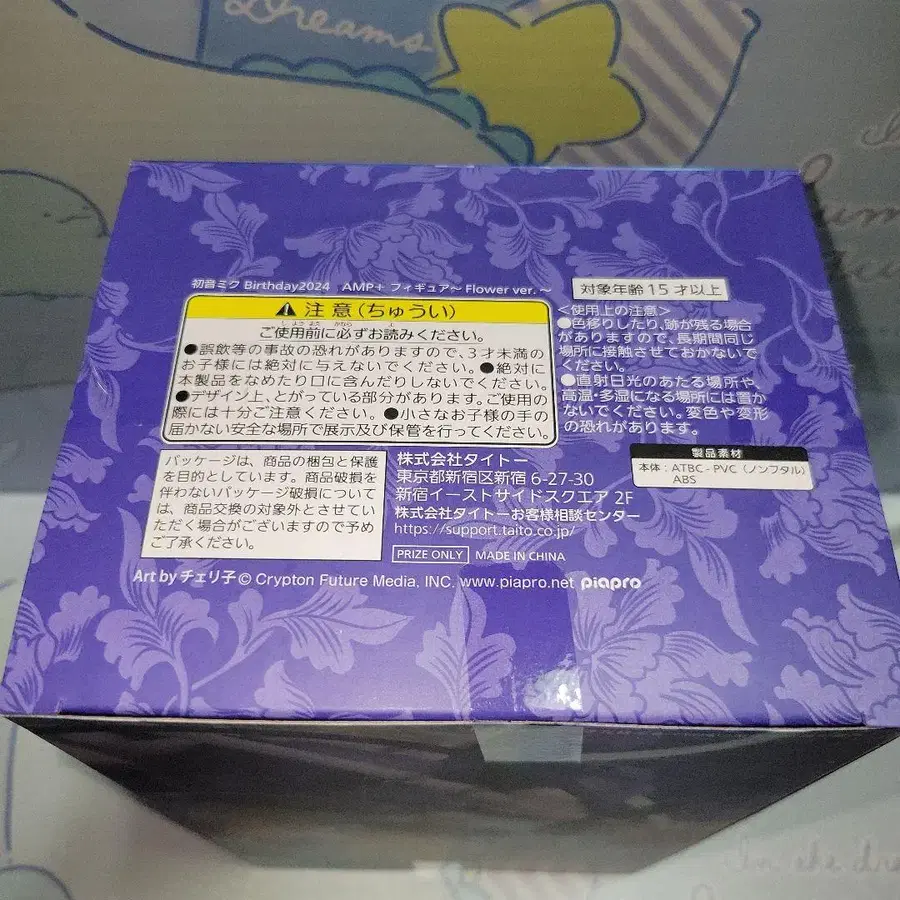 Dreams
初音ミク Birthday2024 AMP+ フィギュア～ Flower ver. ～
対象年齢 15 才以上
注 意 (ちゅうい)
ご使用前に必ずお読みください。
●誤飲等の事故の恐れがありますので、3才未満の
お子様には絶対に与えないでください。●絶対に
本製品をなめたり口に含んだりしないでください。
●デザイン上、とがっている部分があります。ご使用の
際には十分ご注意ください。●小さなお子様の手の
届かない安全な場所で展示及び保管を行ってください。
<使用上の注意>
●色移りしたり、跡が残る場合
がありますので、長期間同じ
場所に接触させておかないで
ください。
●直射日光のあたる場所や、
高温・多湿になる場所には置か
ないでください。変色や変形
の恐れがあります。
製品素材
本体 : ATBC - PVC (ノンフタル)
ABS
パッケージは、商品の梱包と保護
を目的としています。商品破損を
伴わないパッケージ破損について
は、商品交換の対象外とさせてい
ただく場合がございますので予め
ご了承ください。
株式会社タイトー
東京都新宿区新宿 6-27-30
新宿イーストサイドスクエア 2F
株式会社タイトーお客様相談センター
https://support.taito.co.jp/
PRIZE ONLY MADE IN CHINA
Art by チェリ子 © Crypton Future Media, INC. www.piapro.net piapro